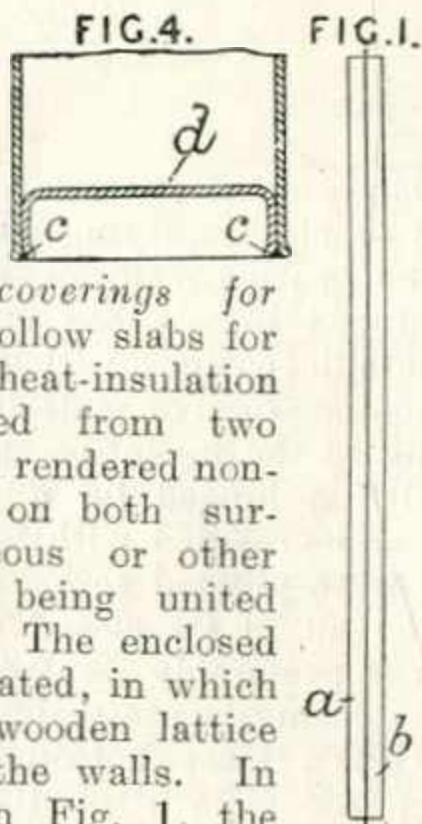 FIG.4. FIG.1.
d
c c
coverings for
ollow slabs for
heat-insulation
ed from two
rendered non-
on both sur-
ous or other
being united
The enclosed
ated, in which
wooden lattice
the walls. In
Fig. 1, the
a
b